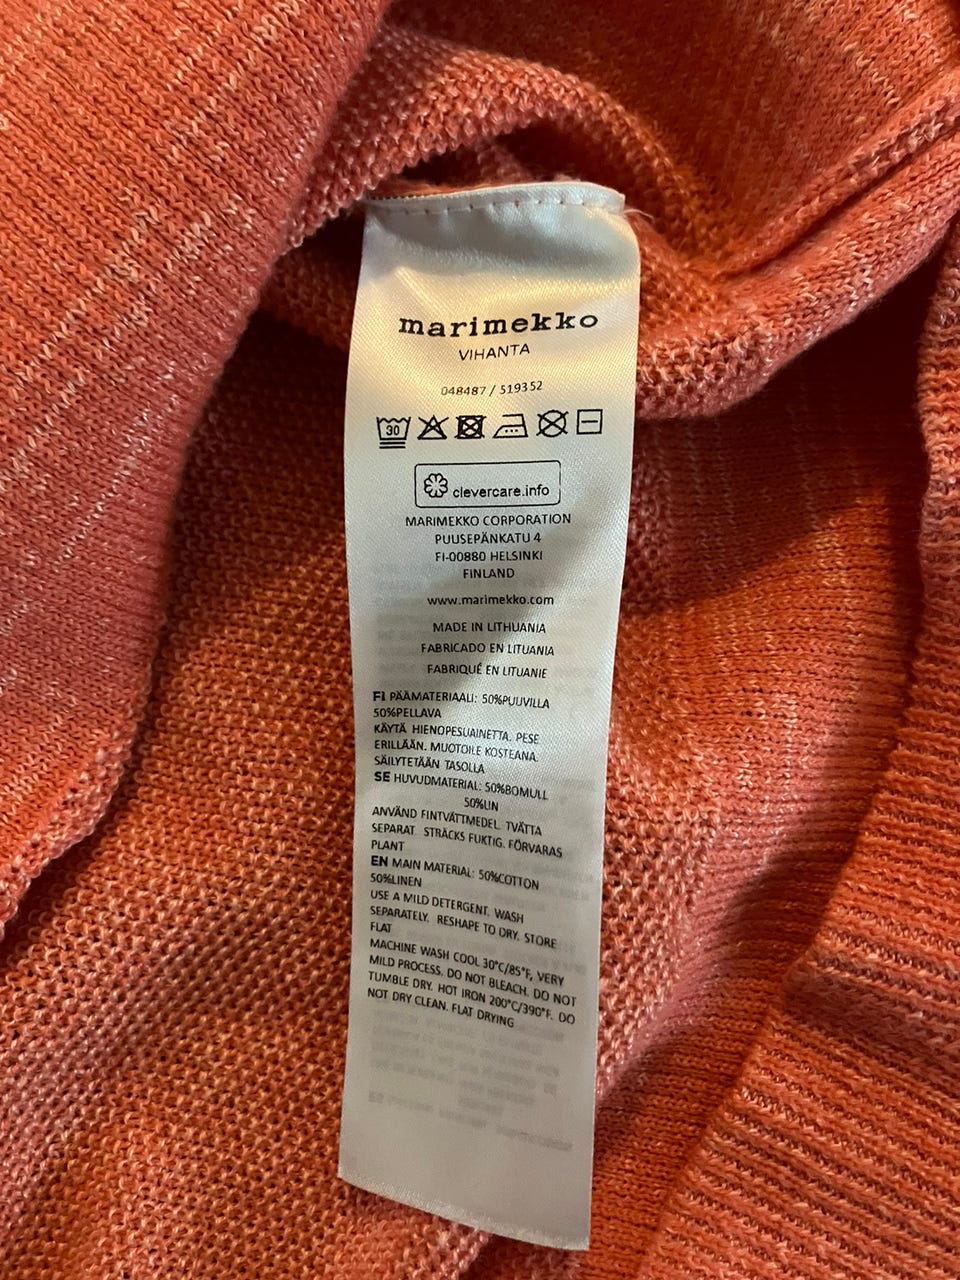 marimekko
VIHANTA
048487 / 519352
30
clevercare.info
MARIMEKKO CORPORATION
PUUSEPÄNKATU 4
FI-00880 HELSINKI
FINLAND
www.marimekko.com
MADE IN LITHUANIA
FABRICADO EN LITUANIA
FABRIQUÉ EN LITUANIE
FI PÄÄMATERIAALI: 50%PUUVILLA
50%PELLAVA
KÄYTÄ HIENOPESUAINETTA. PESE
ERILLÄÄN. MUOTOILE KOSTEANA.
SÄILYTETÄÄN TASOLLA
SE HUVUDMATERIAL: 50%BOMULL
50%LIN
ANVÄND FINTVÄTTMEDEL. TVÄTTA
SEPARAT. STRÄCKS FUKTIG. FÖRVARAS
PLANT
EN MAIN MATERIAL: 50%COTTON
50%LINEN
USE A MILD DETERGENT. WASH
SEPARATELY. RESHAPE TO DRY. STORE
FLAT
MACHINE WASH COOL 30°C/85°F, VERY
MILD PROCESS. DO NOT BLEACH. DO NOT
TUMBLE DRY. HOT IRON 200°C/390°F. DO
NOT DRY CLEAN. FLAT DRYING